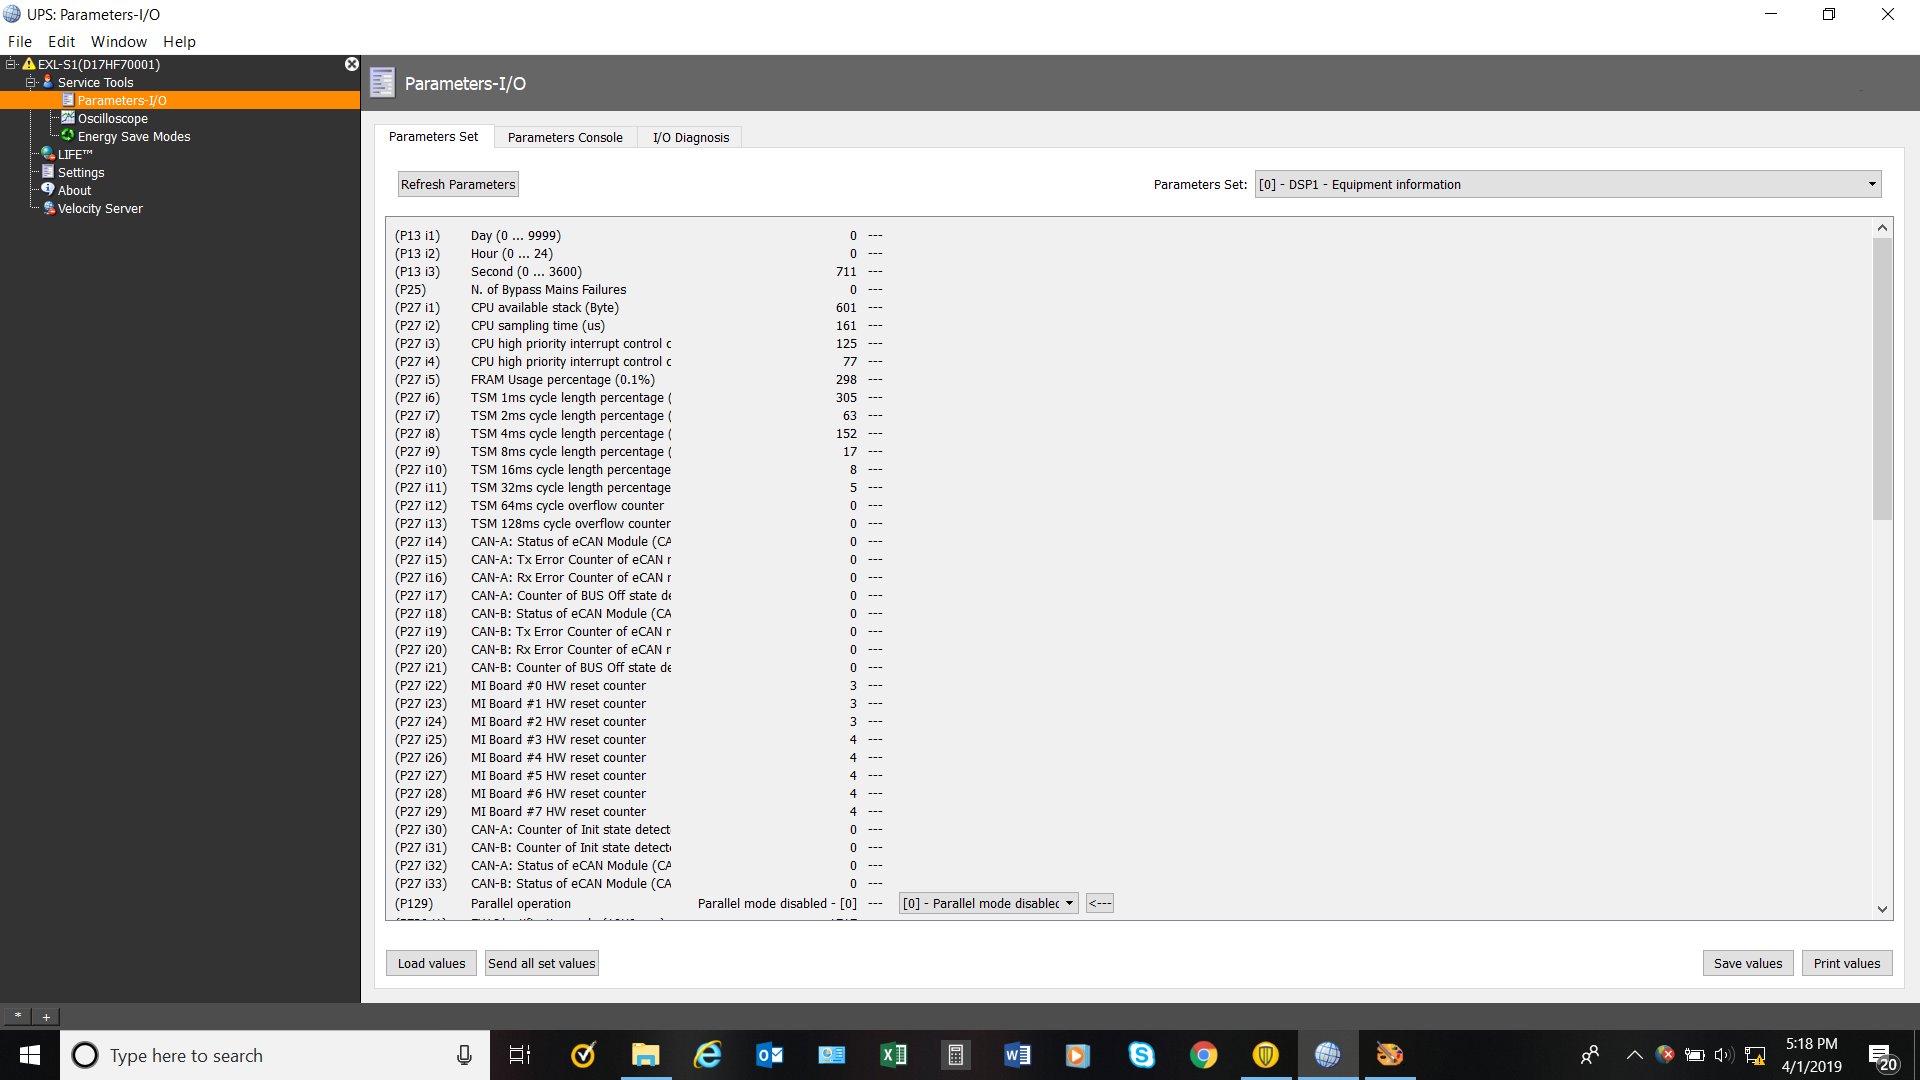 UPS: Parameters-I/O
File Edit Window Help
EXL-S1(D17HF70001)
Service Tools
Parameters-I/O
Oscilloscope
Energy Save Modes
LIFE™
Settings
About
Velocity Server
Parameters-I/O
Parameters Set Parameters Console I/O Diagnosis
Refresh Parameters Parameters Set: [0] - DSP1 - Equipment information
(P13 i1) Day (0 ... 9999) 0 ---
(P13 i2) Hour (0 ... 24) 0 ---
(P13 i3) Second (0 ... 3600) 711 ---
(P25) N. of Bypass Mains Failures 0 ---
(P27 i1) CPU available stack (Byte) 601 ---
(P27 i2) CPU sampling time (us) 161 ---
(P27 i3) CPU high priority interrupt control c 125 ---
(P27 i4) CPU high priority interrupt control c 77 ---
(P27 i5) FRAM Usage percentage (0.1%) 298 ---
(P27 i6) TSM 1ms cycle length percentage ( 305 ---
(P27 i7) TSM 2ms cycle length percentage ( 63 ---
(P27 i8) TSM 4ms cycle length percentage ( 152 ---
(P27 i9) TSM 8ms cycle length percentage ( 17 ---
(P27 i10) TSM 16ms cycle length percentage 8 ---
(P27 i11) TSM 32ms cycle length percentage 5 ---
(P27 i12) TSM 64ms cycle overflow counter 0 ---
(P27 i13) TSM 128ms cycle overflow counter 0 ---
(P27 i14) CAN-A: Status of eCAN Module (CA 0 ---
(P27 i15) CAN-A: Tx Error Counter of eCAN 0 ---
(P27 i16) CAN-A: Rx Error Counter of eCAN 0 ---
(P27 i17) CAN-A: Counter of BUS Off state de 0 ---
(P27 i18) CAN-B: Status of eCAN Module (CA 0 ---
(P27 i19) CAN-B: Tx Error Counter of eCAN 0 ---
(P27 i20) CAN-B: Rx Error Counter of eCAN 0 ---
(P27 i21) CAN-B: Counter of BUS Off state de 0 ---
(P27 i22) MI Board #0 HW reset counter 3 ---
(P27 i23) MI Board #1 HW reset counter 3 ---
(P27 i24) MI Board #2 HW reset counter 3 ---
(P27 i25) MI Board #3 HW reset counter 4 ---
(P27 i26) MI Board #4 HW reset counter 4 ---
(P27 i27) MI Board #5 HW reset counter 4 ---
(P27 i28) MI Board #6 HW reset counter 4 ---
(P27 i29) MI Board #7 HW reset counter 4 ---
(P27 i30) CAN-A: Counter of Init state detect 0 ---
(P27 i31) CAN-B: Counter of Init state detect 0 ---
(P27 i32) CAN-A: Status of eCAN Module (CA 0 ---
(P27 i33) CAN-B: Status of eCAN Module (CA 0 ---
(P129) Parallel operation Parallel mode disabled - [0] --- [0] - Parallel mode disabled <---
Load values Send all set values Save values Print values
* +
Type here to search
5:18 PM
4/1/2019
20